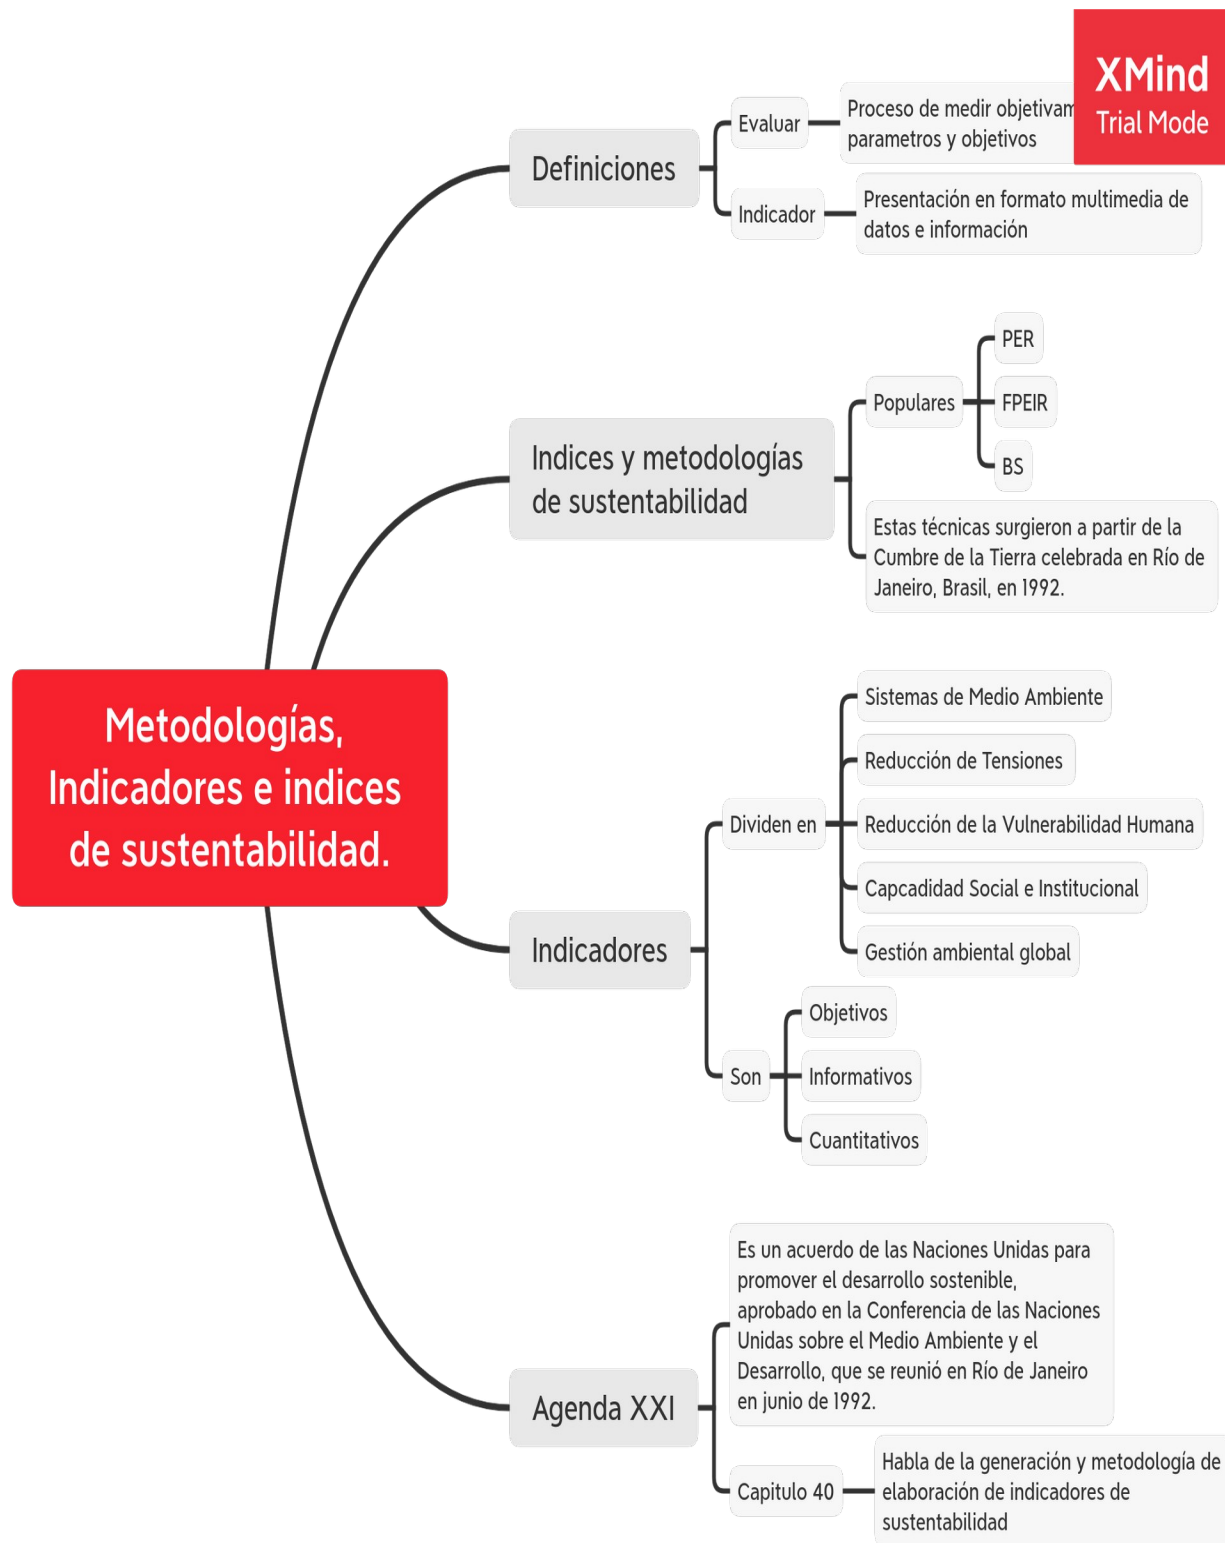 XMind
Trial Mode
Evaluar
Proceso de medir
parametros y objetivos
Definiciones
Indicador
Presentación en formato multimedia de
datos e información
PER
Populares
FPEIR
BS
Indices y metodologías
de sustentabilidad
Estas técnicas surgieron a partir de la
Cumbre de la Tierra celebrada en Río de
Janeiro, Brasil, en 1992.
Metodologías,
Indicadores e indices
de sustentabilidad.
Sistemas de Medio Ambiente
Reducción de Tensiones
Dividen en
Reducción de la Vulnerabilidad Humana
Capcadidad Social e Institucional
Gestión ambiental global
Indicadores
Objetivos
Son
Informativos
Cuantitativos
Es un acuerdo de las Naciones Unidas para
promover el desarrollo sostenible,
aprobado en la Conferencia de las Naciones
Unidas sobre el Medio Ambiente y el
Desarrollo, que se reunió en Río de Janeiro
en junio de 1992.
Agenda XXI
Capitulo 40
Habla de la generación y metodología de
elaboración de indicadores de
sustentabilidad